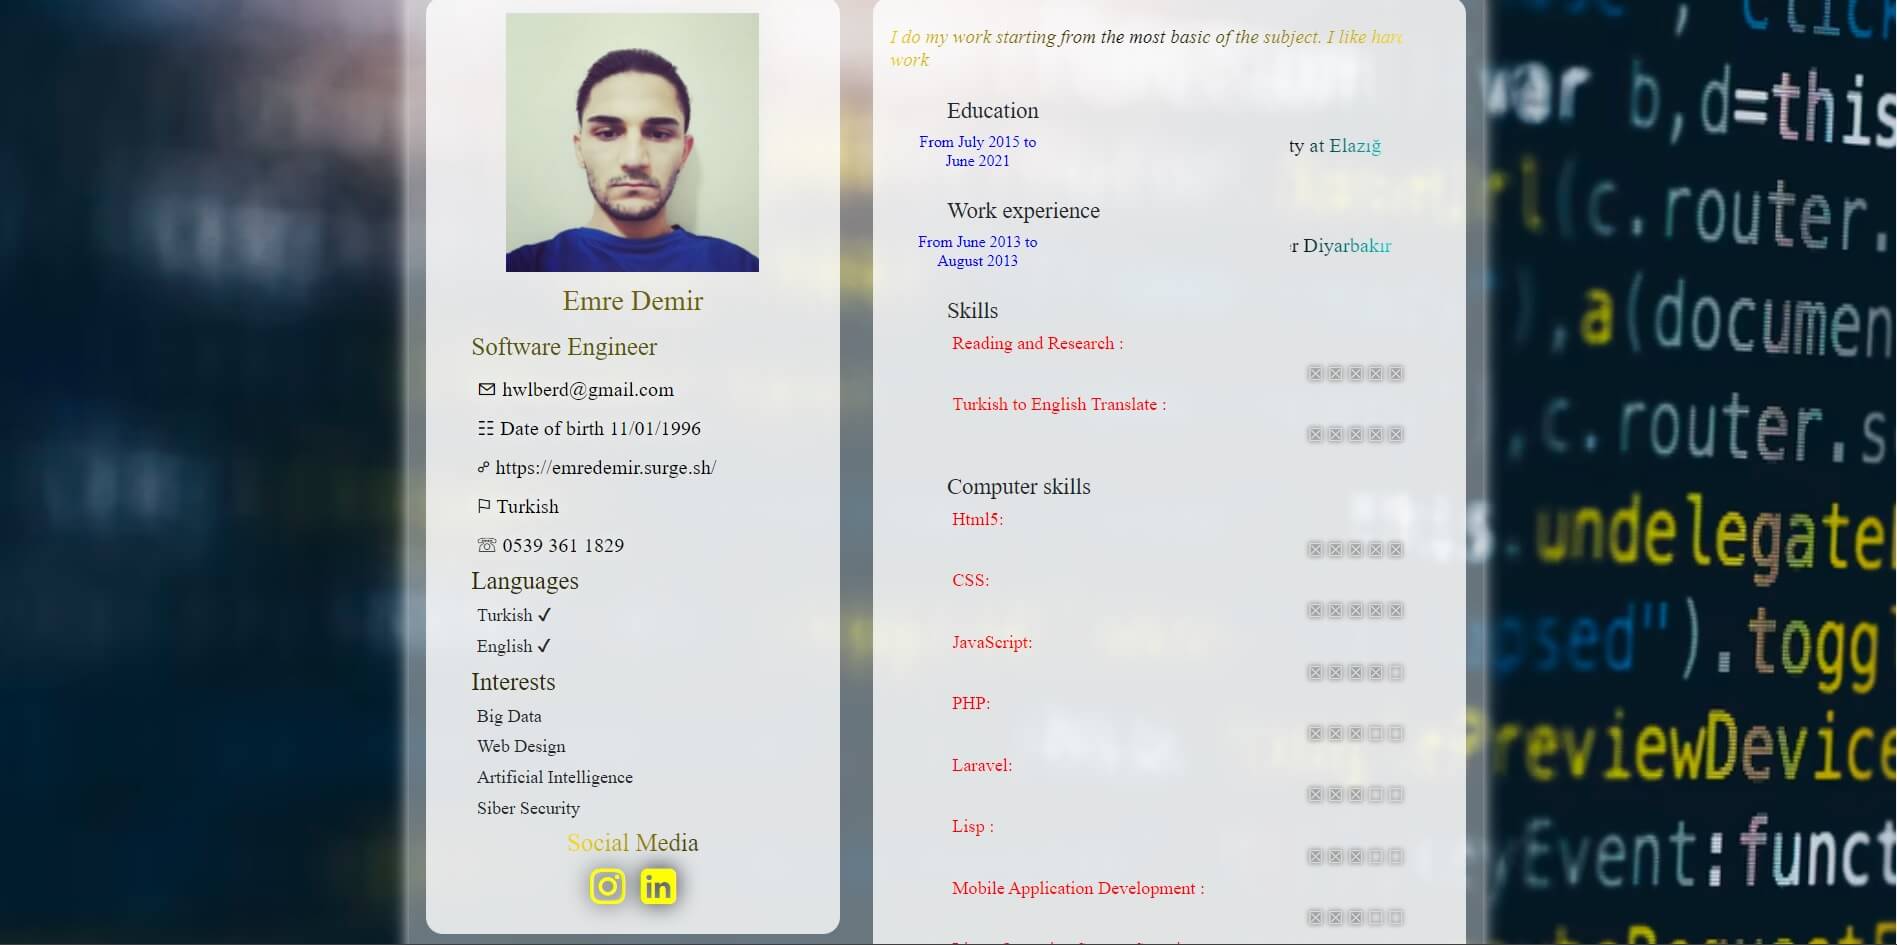 Emre Demir
Software Engineer
hwlberd@gmail.com
Date of birth 11/01/1996
https://emredemir.surge.sh/
Turkish
0539 361 1829
Languages
Turkish ✓
English ✓
Interests
Big Data
Web Design
Artificial Intelligence
Siber Security
Social Media
in
I do my work starting from the most basic of the subject. I like hard
work
Education
From July 2015 to
June 2021
ty at Elazığ
Work experience
From June 2013 to
August 2013
r Diyarbakır
Skills
Reading and Research :
Turkish to English Translate :
Computer skills
Html5:
CSS:
JavaScript:
PHP:
Laravel:
Lisp :
Mobile Application Development :
, click
var b,d=this
(c.router.
),a(documen
,c.router.s
.undelegate
osed").togg
PreviewDevice
yEvent:funct